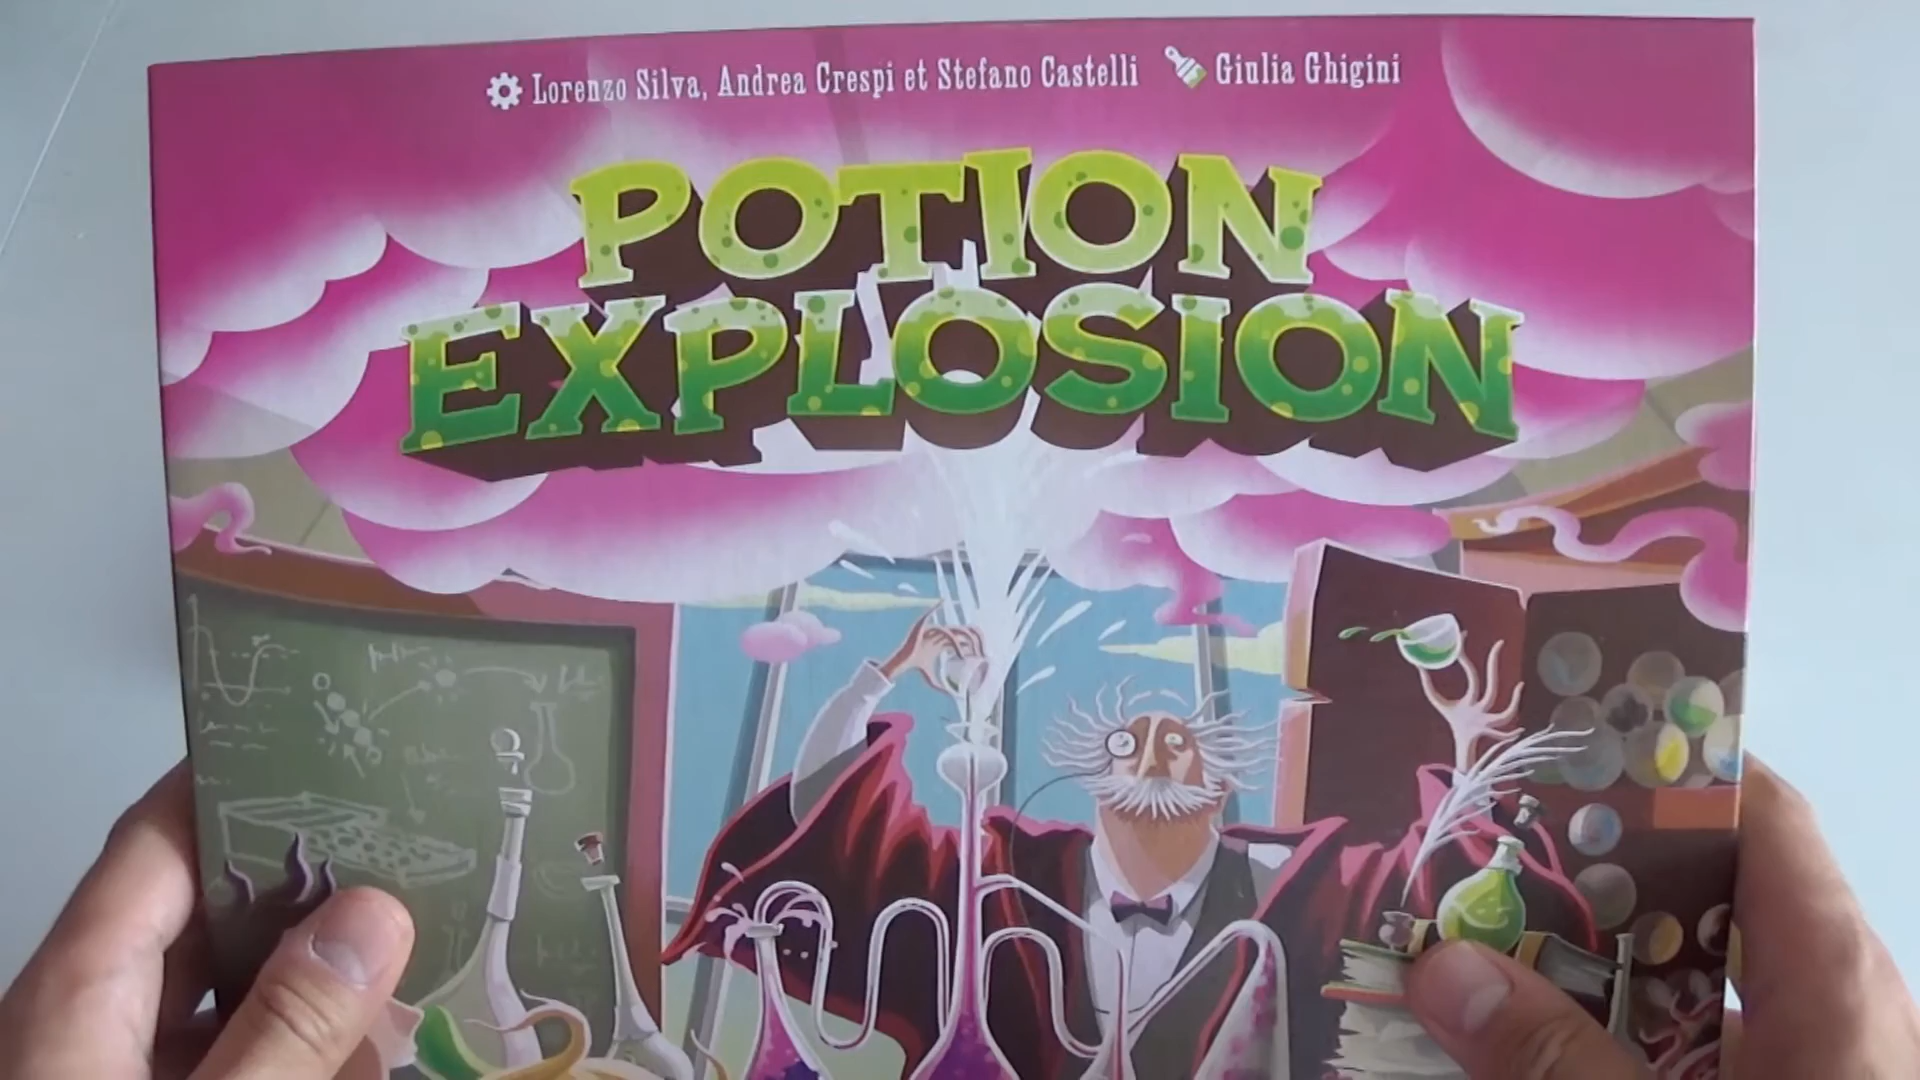 Lorenzo Silva, Andrea Crespi et Stefano Castelli Giulia Ghigini
POTION
EXPLOSION